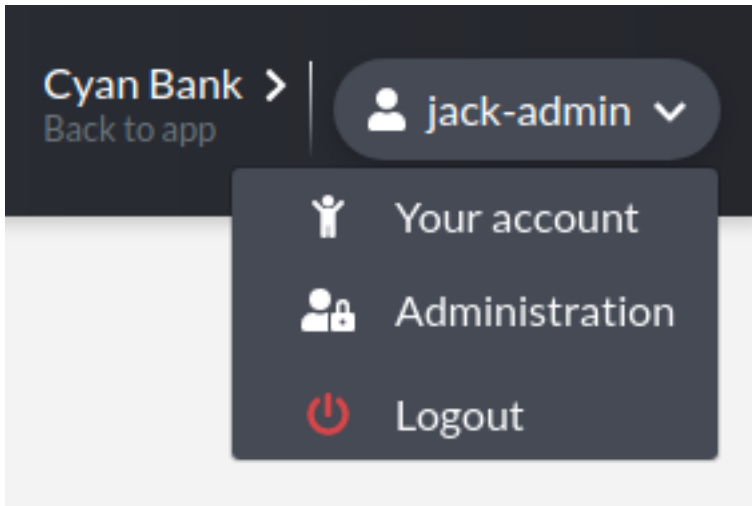 Cyan Bank
Back to app
jack-admin
Your account
Administration
Logout